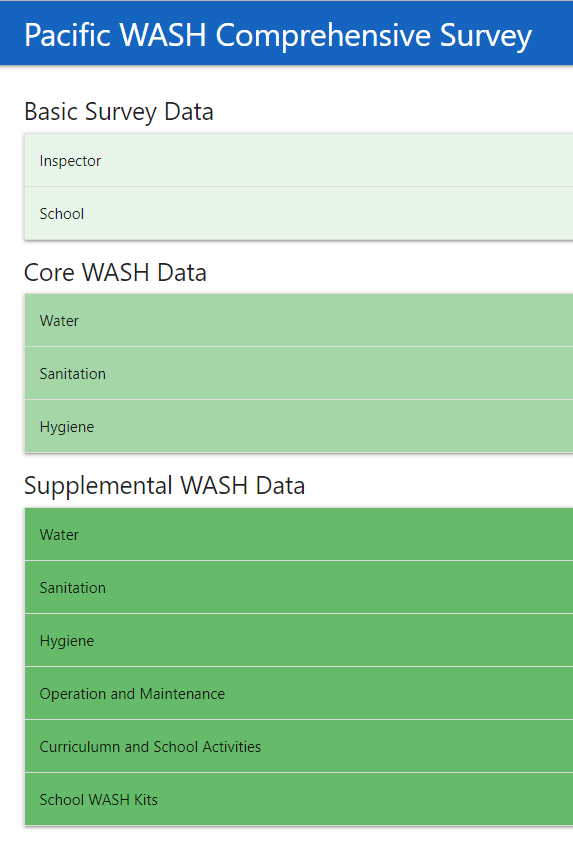 Pacific WASH Comprehensive Survey
Basic Survey Data
Inspector
School
Core WASH Data
Water
Sanitation
Hygiene
Supplemental WASH Data
Water
Sanitation
Hygiene
Operation and Maintenance
Curriculumn and School Activities
School WASH Kits